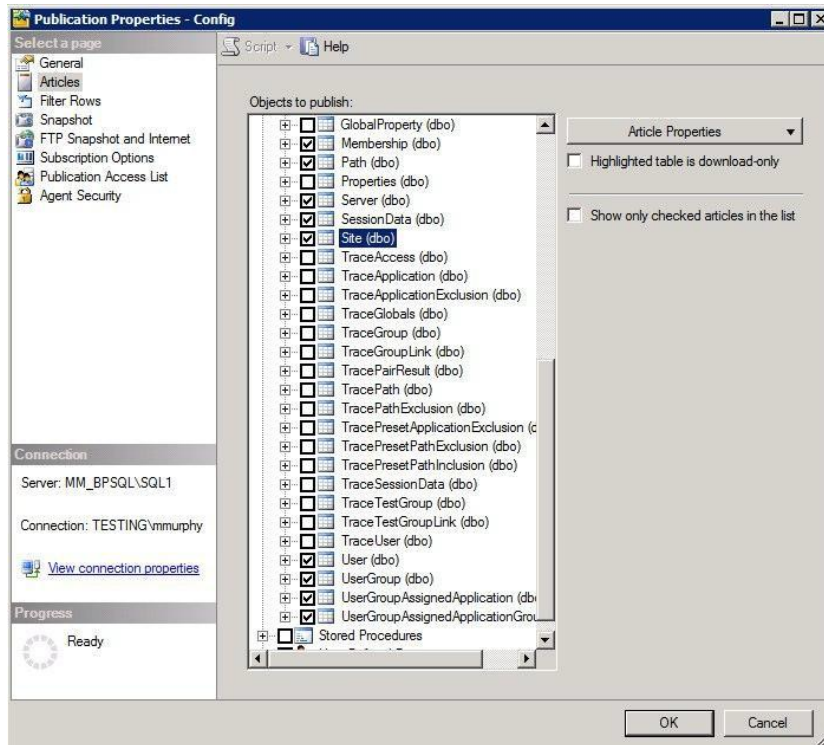 Publication Properties - Config
Select a page
General
Articles
Filter Rows
Snapshot
FTP Snapshot and Internet
Subscription Options
Publication Access List
Agent Security
Connection
Server: MM_BPSQL\SQL1
Connection: TESTING\mmurphy
View connection properties
Progress
Ready
Script
Help
Objects to publish:
GlobalProperty (dbo)
Membership (dbo)
Path (dbo)
Properties (dbo)
Server (dbo)
SessionData (dbo)
Site (dbo)
TraceAccess (dbo)
TraceApplication (dbo)
TraceApplicationExclusion (dbo)
TraceGlobals (dbo)
TraceGroup (dbo)
TraceGroupLink (dbo)
TracePairResult (dbo)
TracePath (dbo)
TracePathExclusion (dbo)
TracePresetApplicationExclusion (d
TracePresetPathExclusion (dbo)
TracePresetPathInclusion (dbo)
TraceSessionData (dbo)
TraceTestGroup (dbo)
TraceTestGroupLink (dbo)
TraceUser (dbo)
User (dbo)
UserGroup (dbo)
UserGroupAssignedApplication (db
UserGroupAssignedApplicationGrou
Stored Procedures
Article Properties
Highlighted table is download-only
Show only checked articles in the list
OK
Cancel